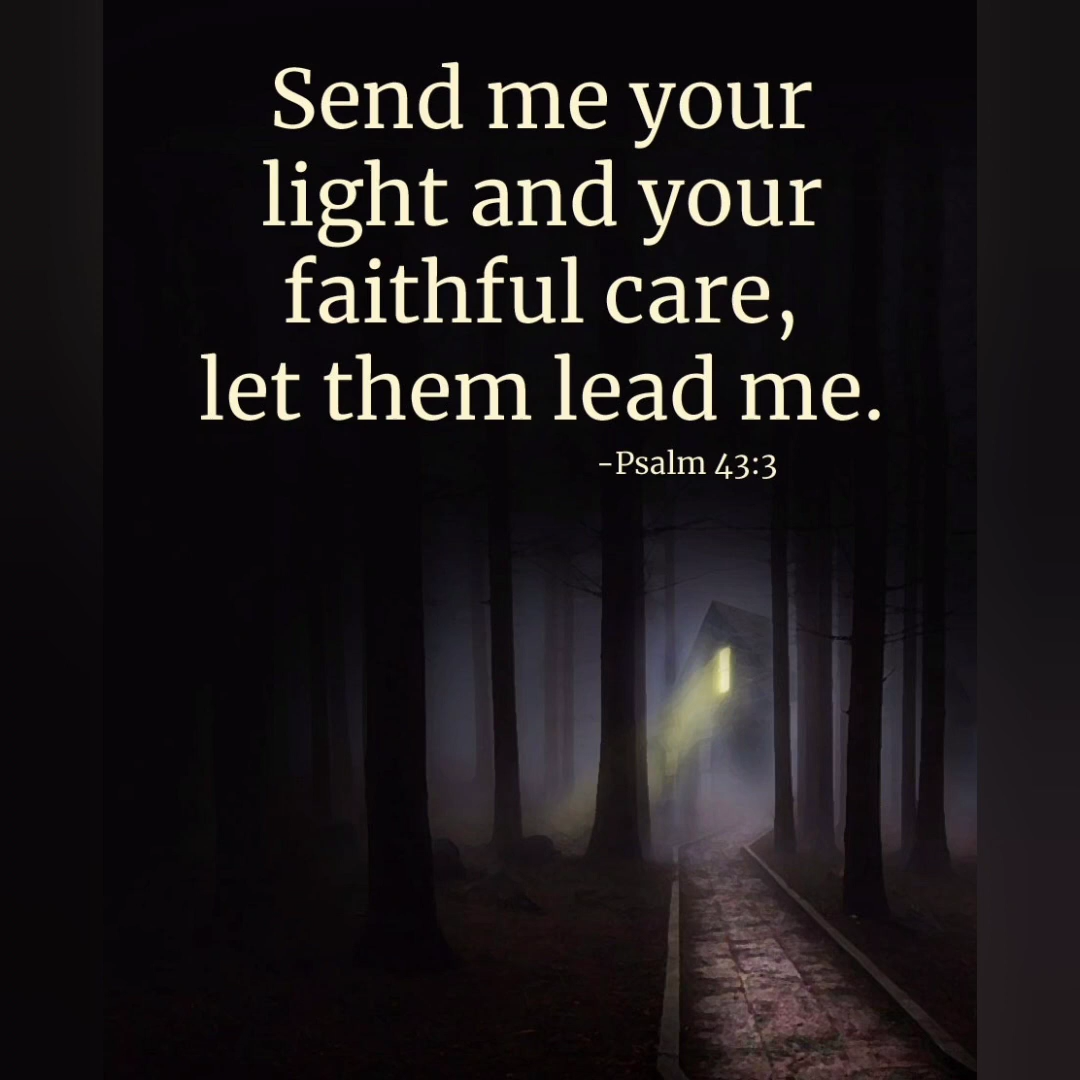 Send me your
light and your
faithful care,
let them lead me.
-Psalm 43:3